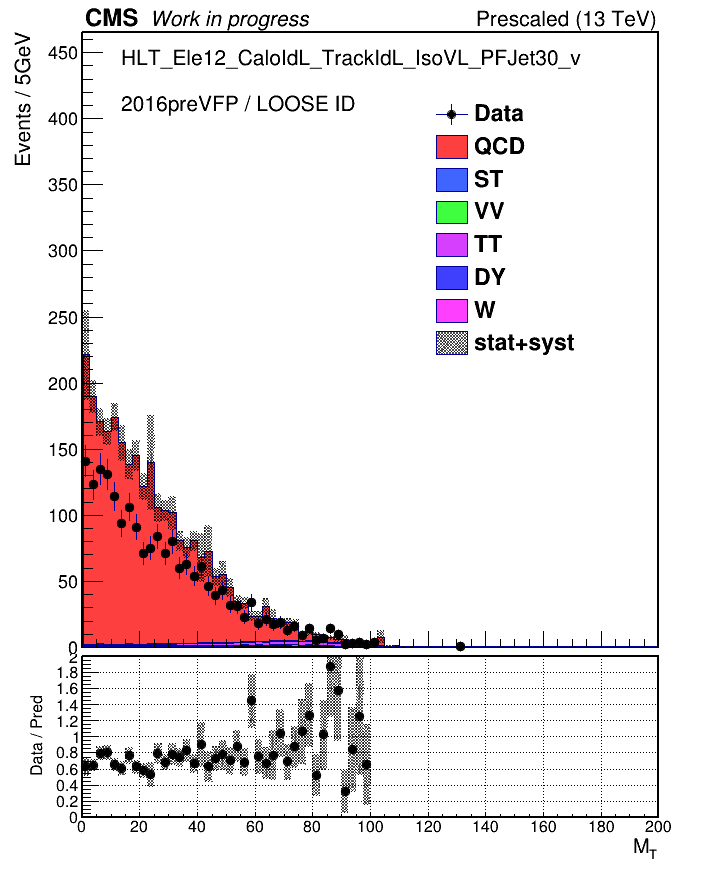 CMS Work in progress Prescaled (13 TeV)
Events / 5GeV
HLT_Ele12_CaloIdL_TrackIdL_IsoVL_PFJet30_v
2016preVFP / LOOSE ID
Data
QCD
ST
VV
TT
DY
W
stat+syst
450
400
350
300
250
200
150
100
50
0
Data / Pred
2
1.8
1.6
1.4
1.2
1
0.8
0.6
0.4
0.2
0
0 20 40 60 80 100 120 140 160 180 200
M_T